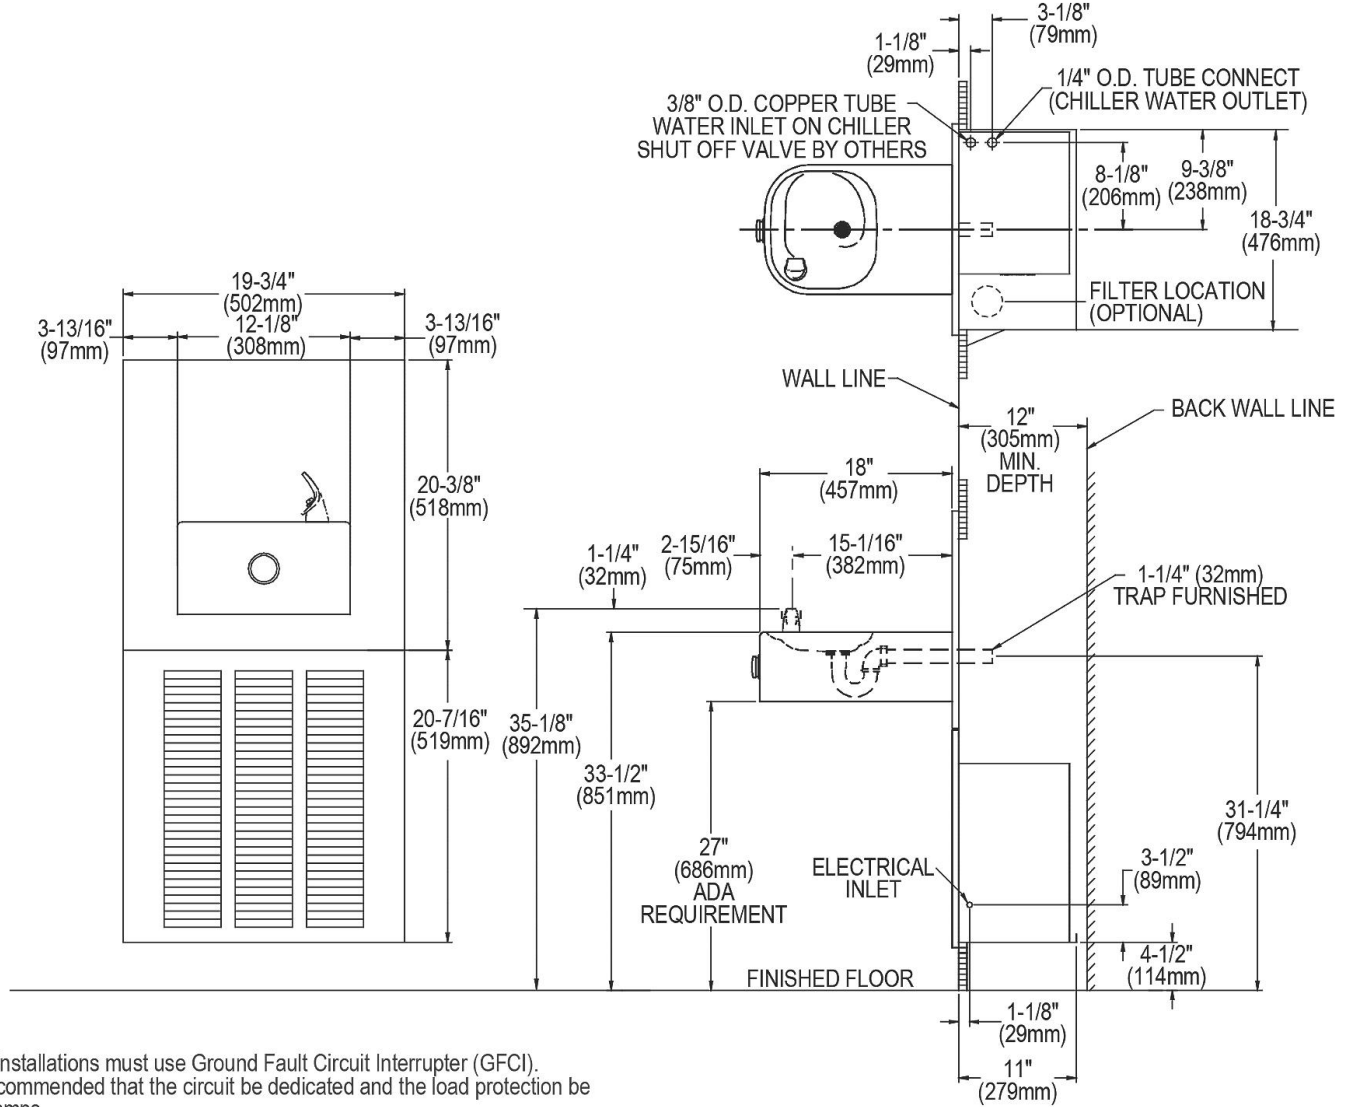 3-1/8"
(79mm)
1-1/8"
(29mm)
1/4" O.D. TUBE CONNECT
(CHILLER WATER OUTLET)
3/8" O.D. COPPER TUBE
WATER INLET ON CHILLER
SHUT OFF VALVE BY OTHERS
8-1/8"
(206mm)
9-3/8"
(238mm)
18-3/4"
(476mm)
FILTER LOCATION
(OPTIONAL)
19-3/4"
(502mm)
3-13/16"
(97mm)
12-1/8"
(308mm)
3-13/16"
(97mm)
WALL LINE
BACK WALL LINE
12"
(305mm)
MIN.
DEPTH
18"
(457mm)
20-3/8"
(518mm)
1-1/4"
(32mm)
2-15/16"
(75mm)
15-1/16"
(382mm)
1-1/4" (32mm)
TRAP FURNISHED
20-7/16"
(519mm)
35-1/8"
(892mm)
33-1/2"
(851mm)
27"
(686mm)
ADA
REQUIREMENT
ELECTRICAL
INLET
31-1/4"
(794mm)
3-1/2"
(89mm)
4-1/2"
(114mm)
FINISHED FLOOR
1-1/8"
(29mm)
11"
(279mm)
nstallations must use Ground Fault Circuit Interrupter (GFCI).
commended that the circuit be dedicated and the load protection be